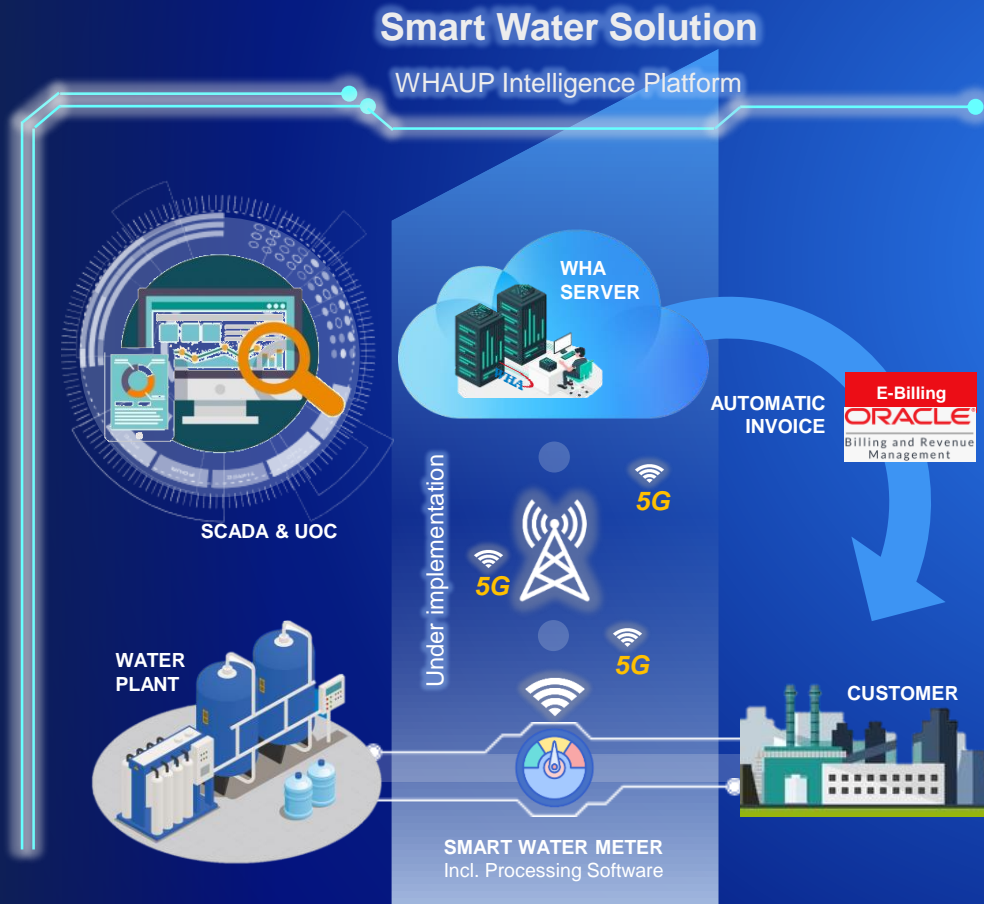 Smart Water Solution
WHAUP Intelligence Platform
WHA
SERVER
WHA
AUTOMATIC
INVOICE
E-Billing
ORACLE®
Billing and Revenue
Management
SCADA & UOC
Under implementation
5G
5G
5G
WATER
PLANT
CUSTOMER
SMART WATER METER
Incl. Processing Software